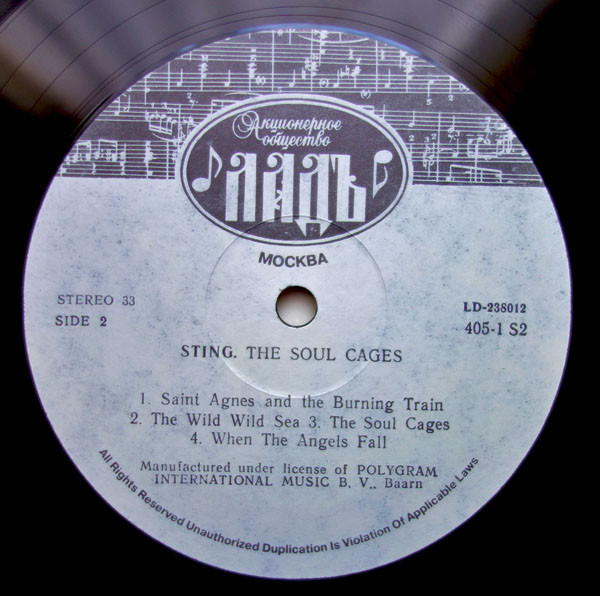 Акционерное
общество
ЛАДЪ
МОСКВА
STEREO 33
SIDE 2
LD-238012
405-1 S2
STING. THE SOUL CAGES
1. Saint Agnes and the Burning Train
2. The Wild Wild Sea 3. The Soul Cages
4. When The Angels Fall
Manufactured under license of POLYGRAM
INTERNATIONAL MUSIC B. V., Baarn
All Rights Reserved Unauthorized Duplication Is Violation Of Applicable Laws